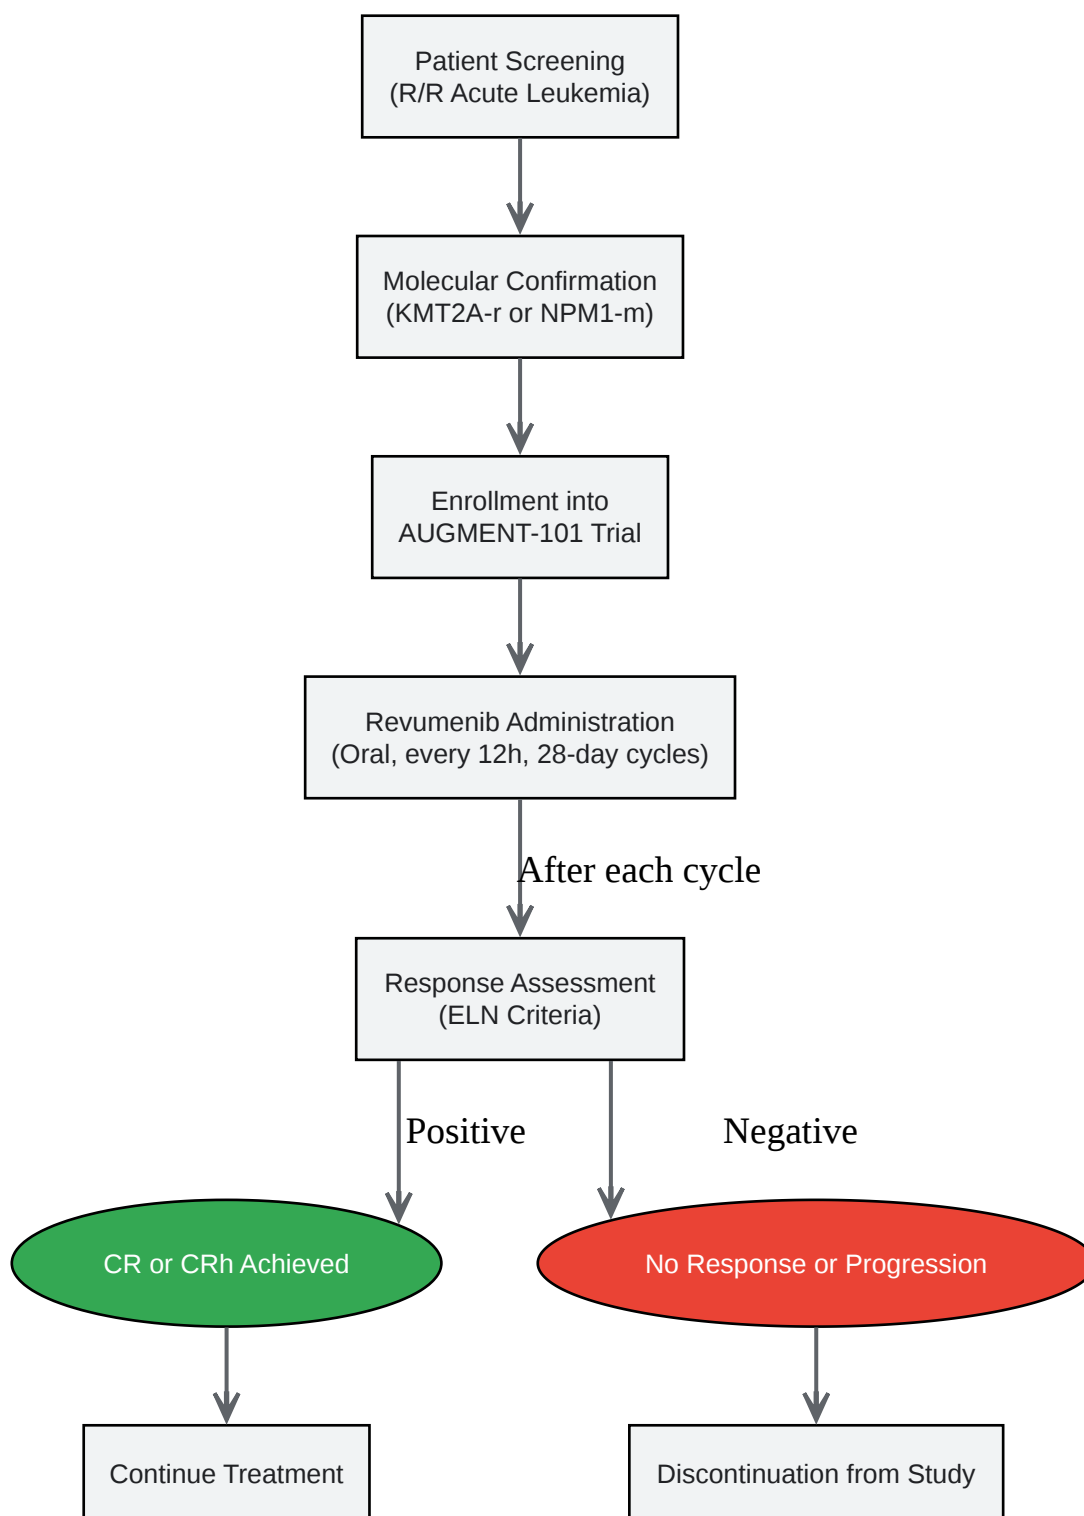 Patient Screening
(R/R Acute Leukemia)
Molecular Confirmation
(KMT2A-r or NPM1-m)
Enrollment into
AUGMENT-101 Trial
Revumenib Administration
(Oral, every 12h, 28-day cycles)
After each cycle
Response Assessment
(ELN Criteria)
Positive
Negative
CR or CRh Achieved
No Response or Progression
Continue Treatment
Discontinuation from Study